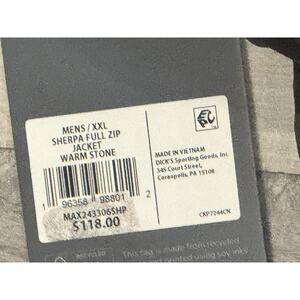 MENS / XXL
SHERPA FULL ZIP
JACKET
WARM STONE
1 96358 98801 2
MAX243306SHP
$118.00
MADE IN VIETNAM
DICK'S Sporting Goods, Inc.
345 Court Street,
Coraopolis, PA 15108
CKP7244CN
RECYCLED
This tag is made from recycled
printed using soy inks